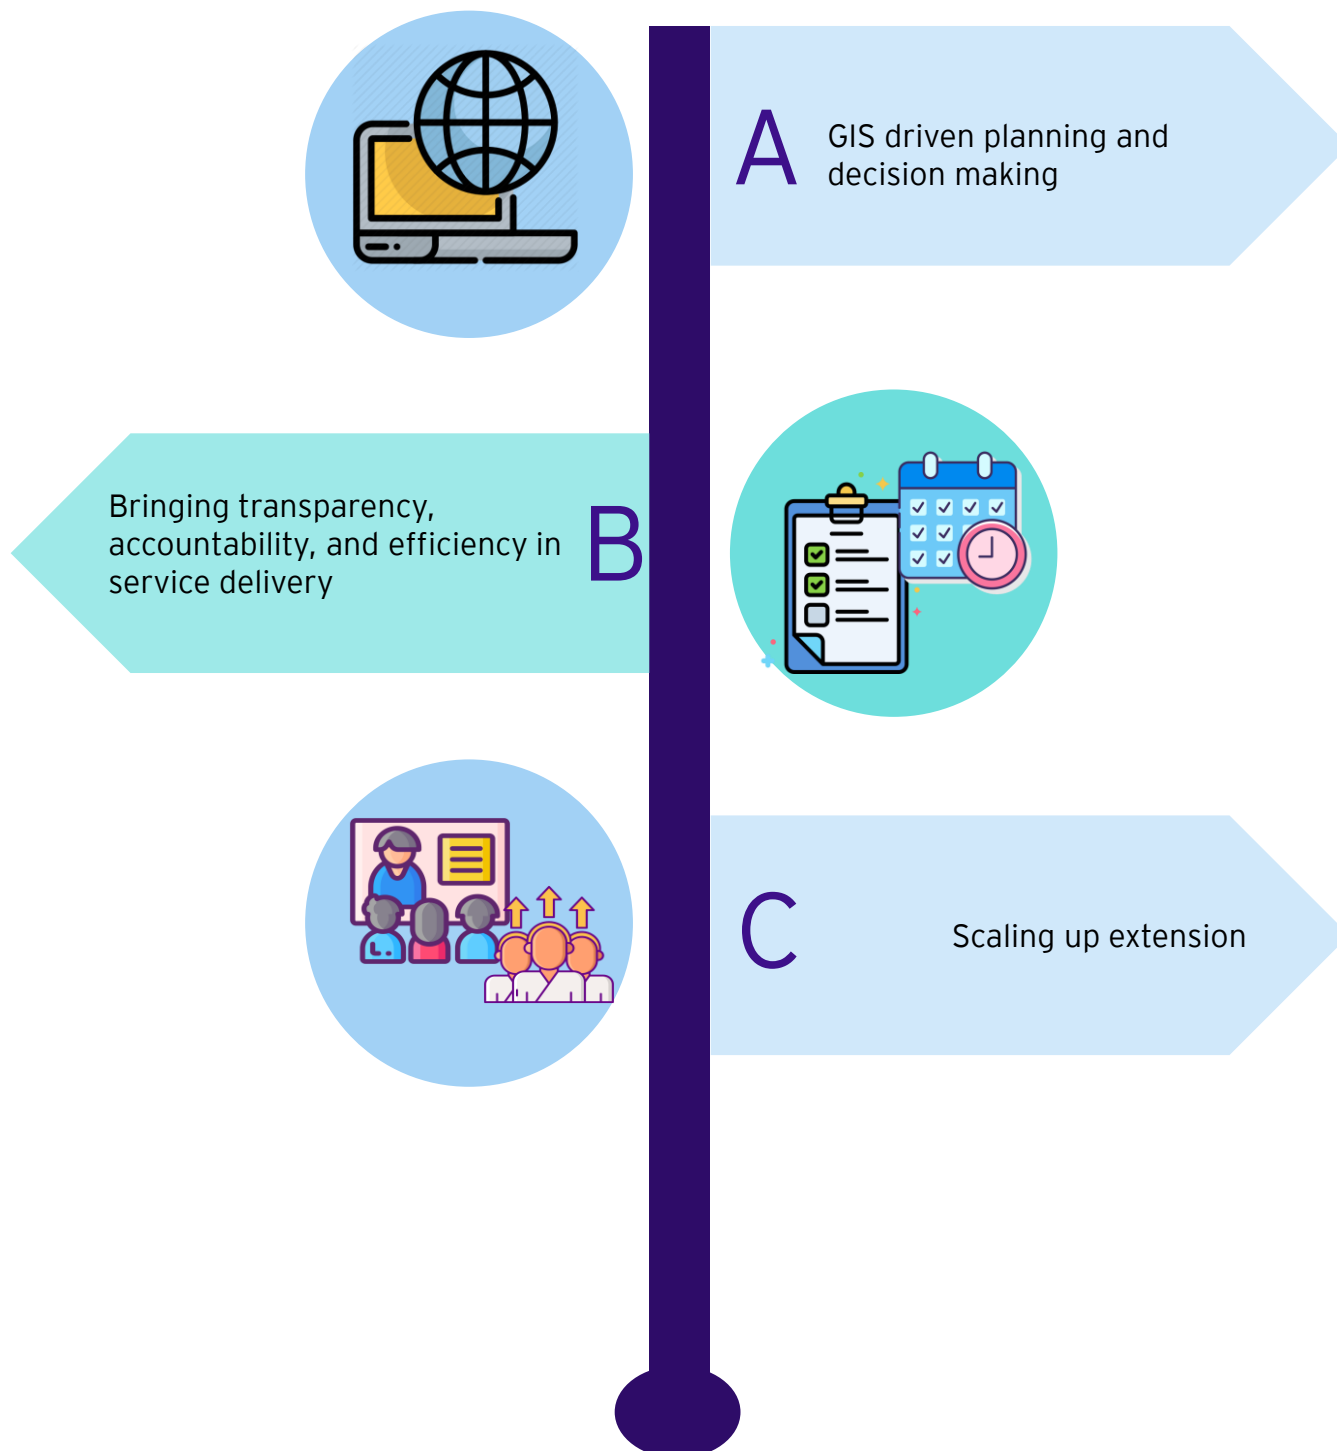 A
GIS driven planning and
decision making
Bringing transparency,
accountability, and efficiency in
service delivery
B
C
Scaling up extension